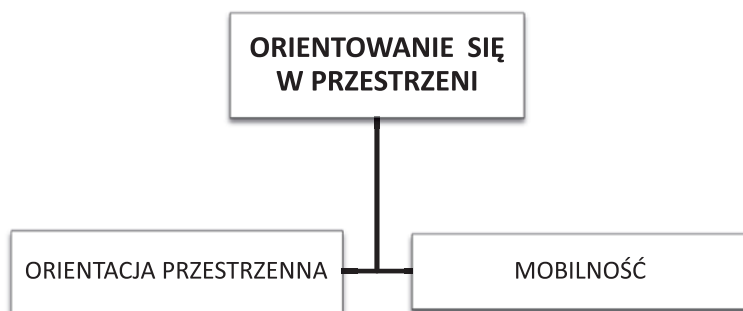 ORIENTOWANIE SIĘ
W PRZESTRZENI
ORIENTACJA PRZESTRZENNA
MOBILNOŚĆ